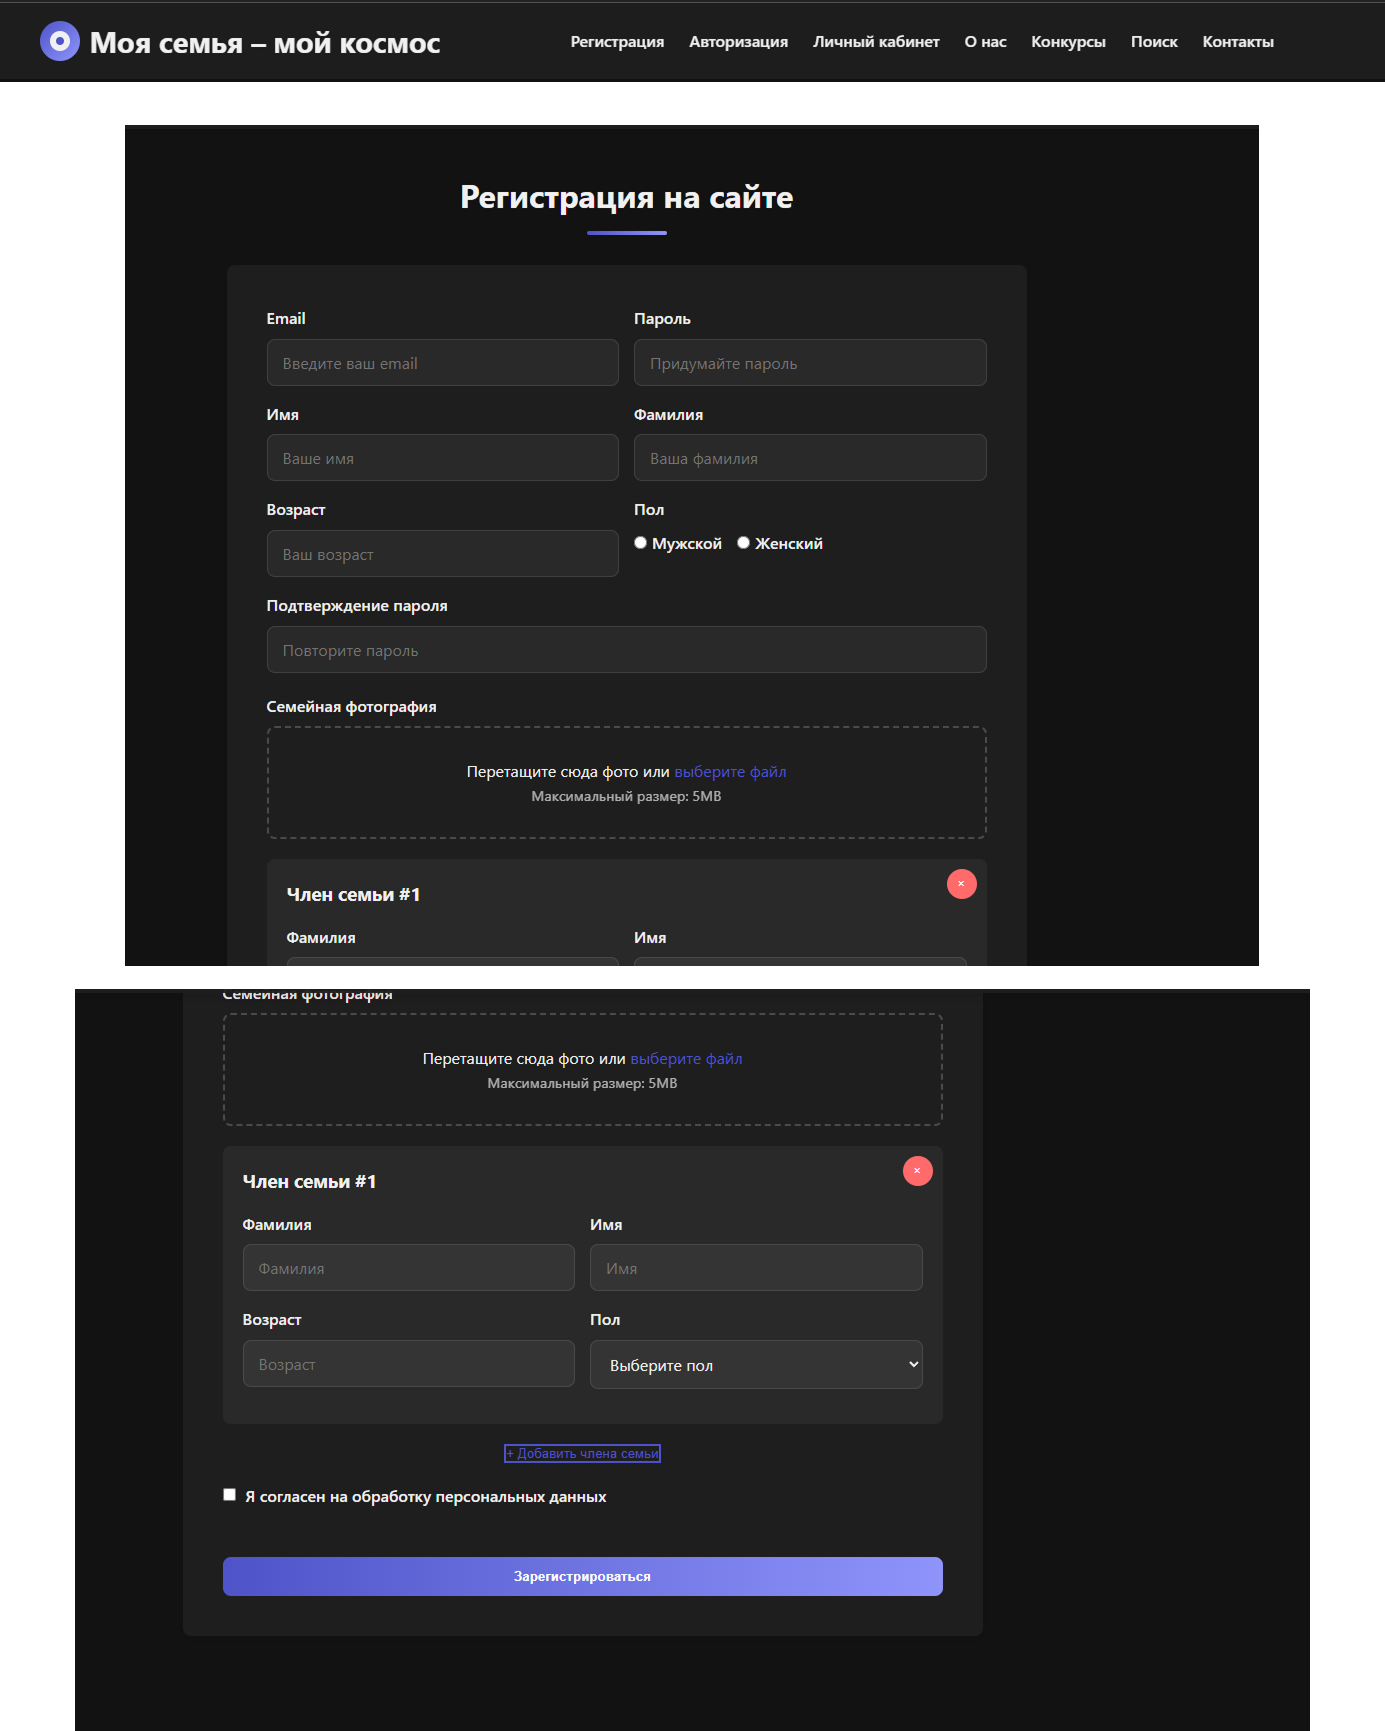 Моя семья – мой космос
Регистрация Авторизация Личный кабинет О нас Конкурсы Поиск Контакты
Регистрация на сайте
Email Пароль
Введите ваш email Придумайте пароль
Имя Фамилия
Ваше имя Ваша фамилия
Возраст Пол
Ваш возраст Мужской Женский
Подтверждение пароля
Повторите пароль
Семейная фотография
Перетащите сюда фото или выберите файл
Максимальный размер: 5MB
Член семьи #1 ×
Фамилия Имя
Семейная фотография
Перетащите сюда фото или выберите файл
Максимальный размер: 5MB
Член семьи #1 ×
Фамилия Имя
Фамилия Имя
Возраст Пол
Возраст Выберите пол
+ Добавить члена семьи
Я согласен на обработку персональных данных
Зарегистрироваться